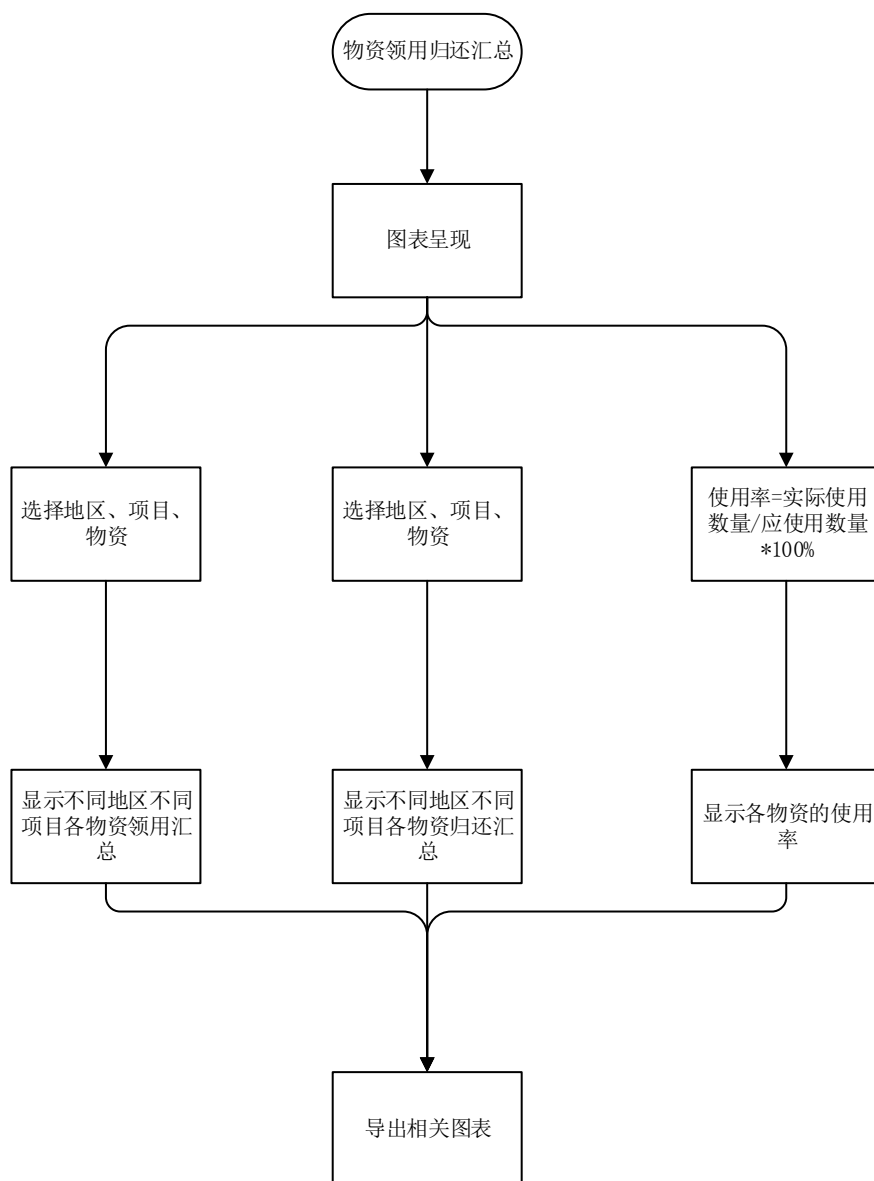 物资领用归还汇总
图表呈现
选择地区、项目、
物资
选择地区、项目、
物资
使用率=实际使用
数量/应使用数量
*100%
显示不同地区不同
项目各物资领用汇
总
显示不同地区不同
项目各物资归还汇
总
显示各物资的使用
率
导出相关图表